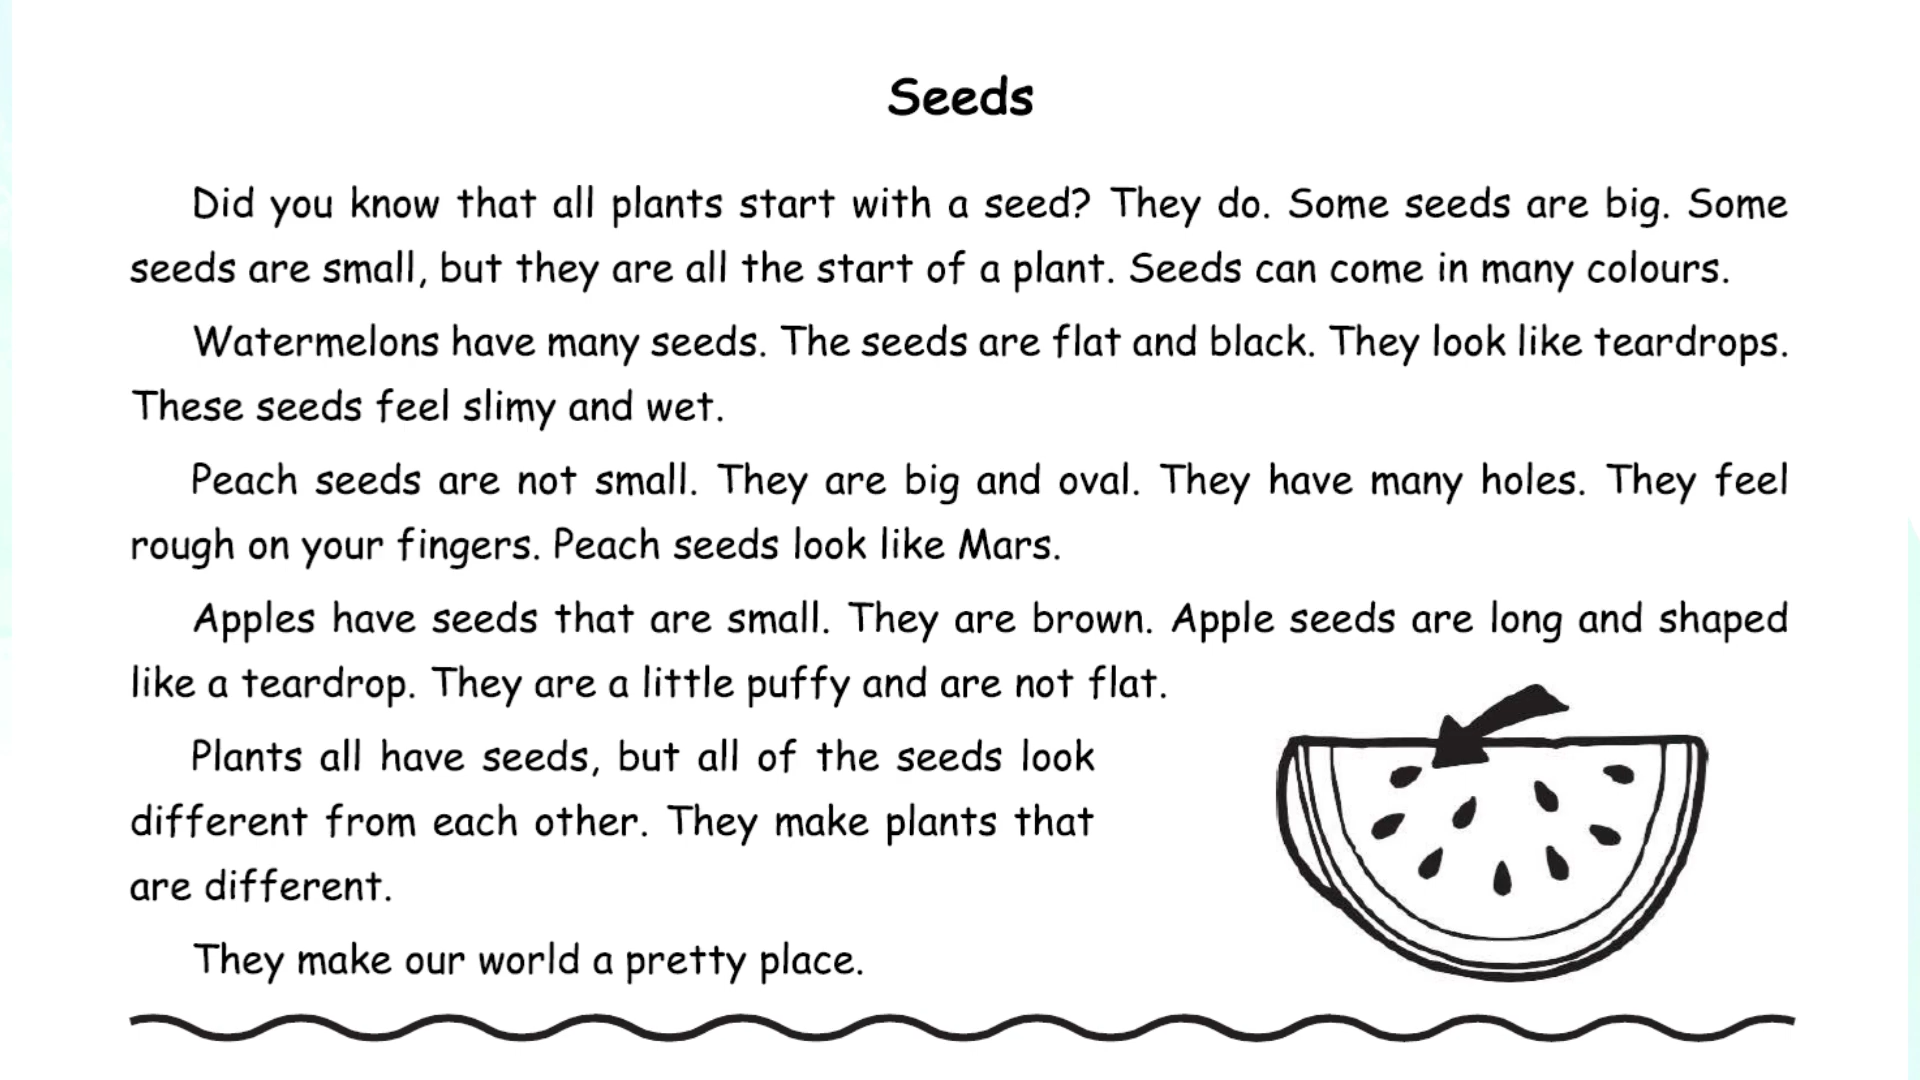 Seeds
Did you know that all plants start with a seed? They do. Some seeds are big. Some
seeds are small, but they are all the start of a plant. Seeds can come in many colours.
Watermelons have many seeds. The seeds are flat and black. They look like teardrops.
These seeds feel slimy and wet.
Peach seeds are not small. They are big and oval. They have many holes. They feel
rough on your fingers. Peach seeds look like Mars.
Apples have seeds that are small. They are brown. Apple seeds are long and shaped
like a teardrop. They are a little puffy and are not flat.
Plants all have seeds, but all of the seeds look
different from each other. They make plants that
are different.
They make our world a pretty place.